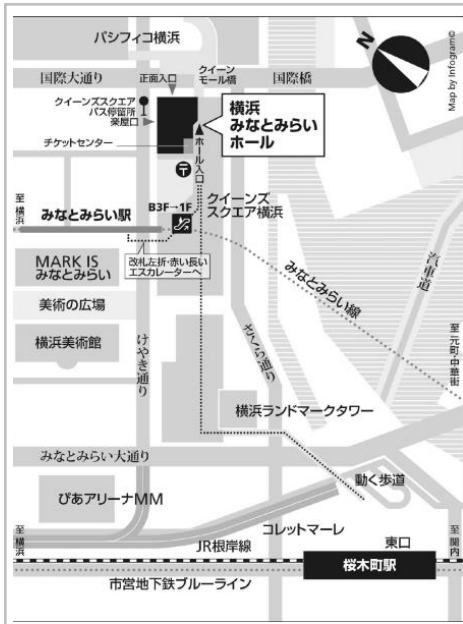 パシフィコ横浜
N
Map by Infogram©
国際大通り
正面入口
クイーン
モール橋
国際橋
クイーンズスクエア
バス停留所
楽屋口
横浜
みなとみらい
ホール
チケットセンター
ホール入口
〒
至横浜
みなとみらい駅
B3F→1F
クイーンズ
スクエア横浜
改札左折・赤い長い
エスカレーターへ
MARK IS
みなとみらい
みなとみらい線
汽車道
美術の広場
横浜美術館
けやき通り
さくら通り
至元町・中華街
横浜ランドマークタワー
みなとみらい大通り
動く歩道
ぴあアリーナMM
コレットマーレ
至横浜
JR根岸線
東口
至関内
桜木町駅
市営地下鉄ブルーライン